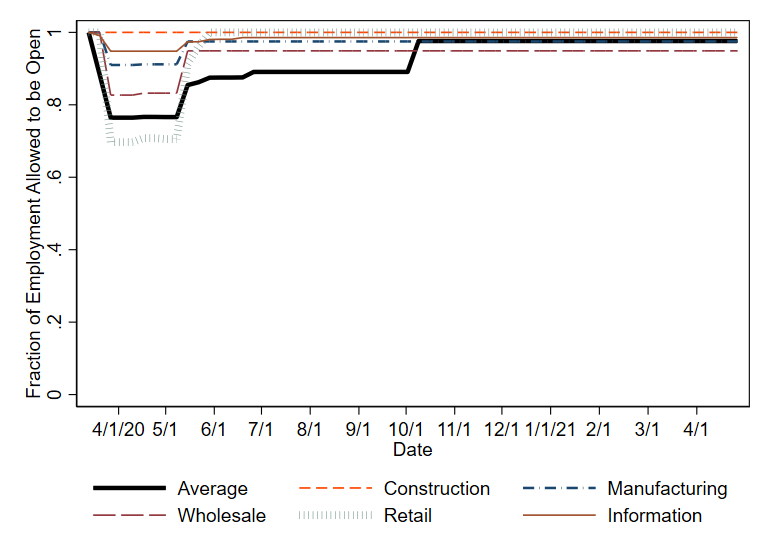 Fraction of Employment Allowed to be Open
1
.8
.6
.4
.2
0
4/1/20 5/1 6/1 7/1 8/1 9/1 10/1 11/1 12/1 1/1/21 2/1 3/1 4/1
Date
Average Construction Manufacturing
Wholesale Retail Information